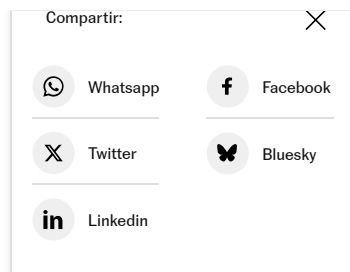 Compartir:
Whatsapp
Facebook
Twitter
Bluesky
Linkedin